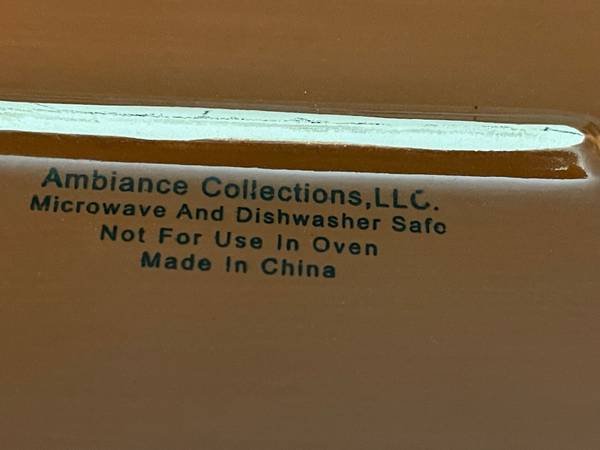 Ambiance Collections,LLC.
Microwave And Dishwasher Safe
Not For Use In Oven
Made In China